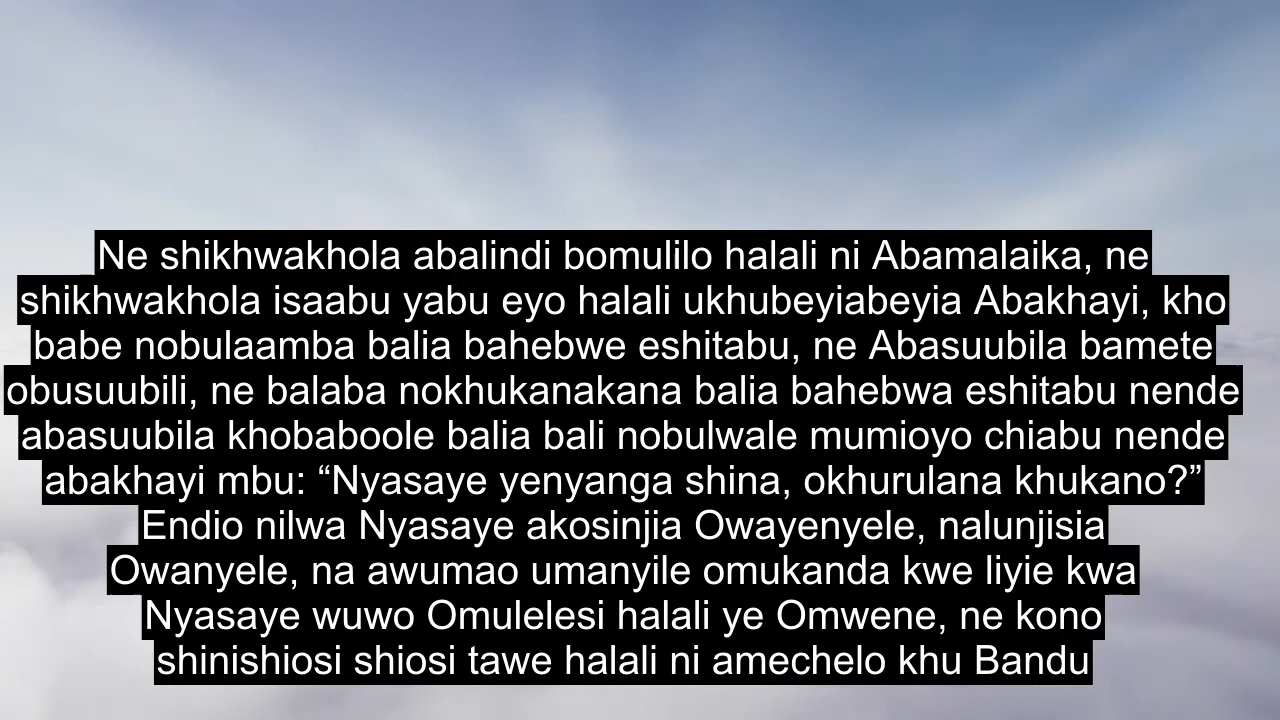 Ne shikhwakhola abalindi bomulilo halali ni Abamalaika, ne
shikhwakhola isaabu yabu eyo halali ukhubeyiabeyia Abakhayi, kho
babe nobulaamba balia bahebwe eshitabu, ne Abasuubila bamete
obusuubili, ne balaba nokhukanakana balia bahebwa eshitabu nende
abasuubila khobaboole balia bali nobulwale mumioyo chiabu nende
abakhayi mbu: “Nyasaye yenyanga shina, okhurulana khukano?”
Endio nilwa Nyasaye akosinjia Owayenyele, nalunjisia
Owanyele, na awumao umanyile omukanda kwe liyie kwa
Nyasaye wuwo Omulelesi halali ye Omwene, ne kono
shinishiosi shiosi tawe halali ni amechelo khu Bandu